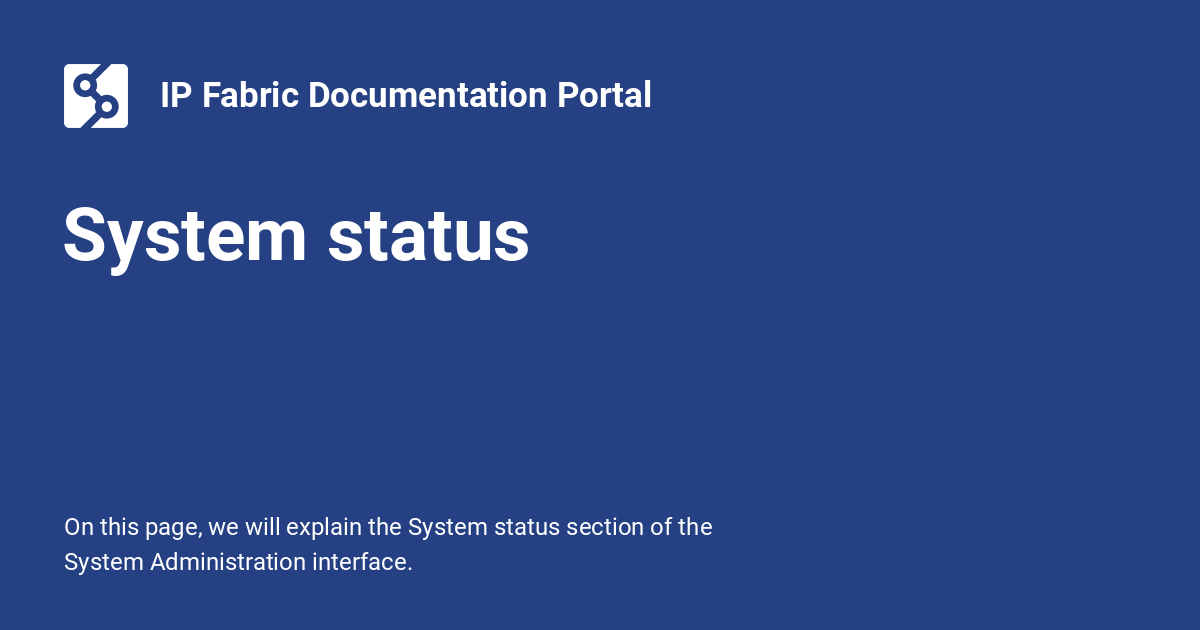 IP Fabric Documentation Portal
System status
On this page, we will explain the System status section of the
System Administration interface.